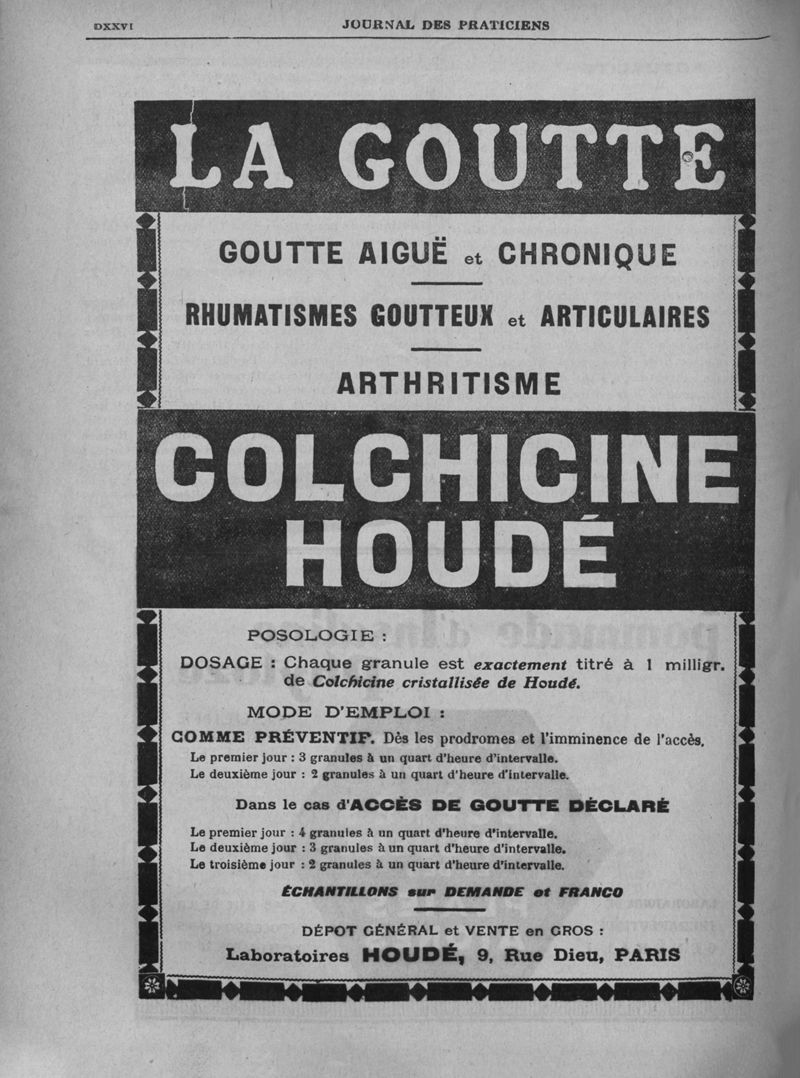 DXXVI
JOURNAL DES PRATICIENS
LA GOUTTE
GOUTTE AIGUË et CHRONIQUE
RHUMATISMES GOUTTEUX et ARTICULAIRES
ARTHRITISME
COLCHICINE
HOUDÉ
POSOLOGIE :
DOSAGE : Chaque granule est exactement titré à 1 milligr.
de Colchicine cristallisée de Houdé.
MODE D'EMPLOI :
COMME PRÉVENTIF. Dès les prodromes et l'imminence de l'accès.
Le premier jour : 3 granules à un quart d'heure d'intervalle.
Le deuxième jour : 2 granules à un quart d'heure d'intervalle.
Dans le cas d'ACCÈS DE GOUTTE DÉCLARÉ
Le premier jour : 4 granules à un quart d'heure d'intervalle.
Le deuxième jour : 3 granules à un quart d'heure d'intervalle.
Le troisième jour : 2 granules à un quart d'heure d'intervalle.
ÉCHANTILLONS sur DEMANDE et FRANCO
DÉPOT GÉNÉRAL et VENTE en GROS :
Laboratoires HOUDÉ, 9, Rue Dieu, PARIS